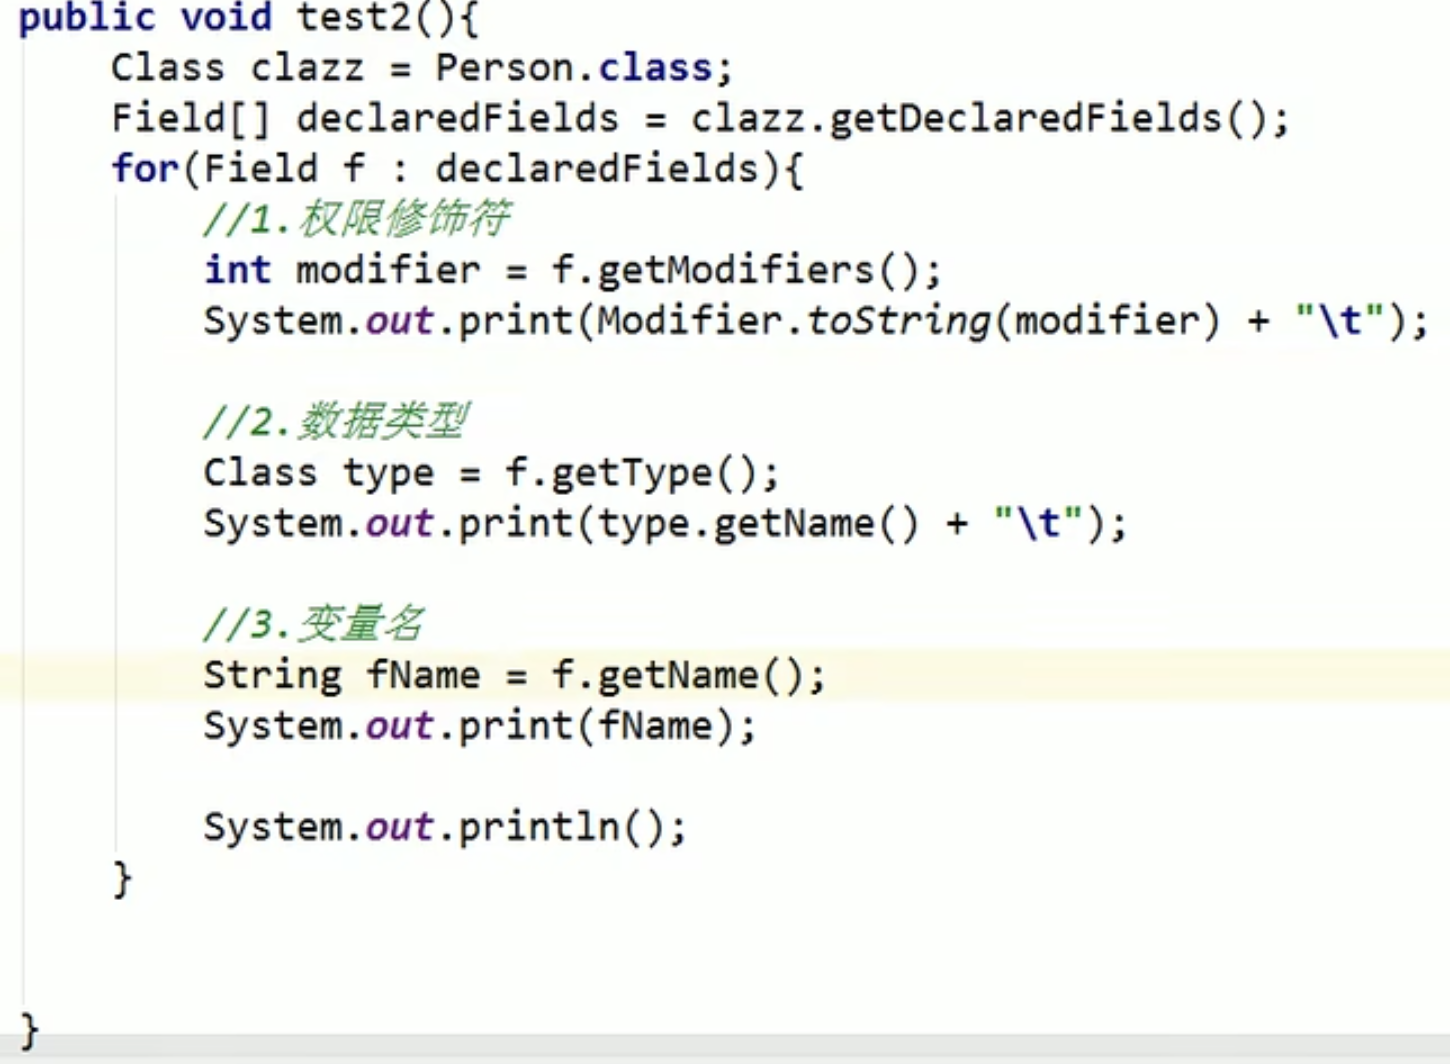 public void test2(){
    Class clazz = Person.class;
    Field[] declaredFields = clazz.getDeclaredFields();
    for(Field f : declaredFields){
        //1.权限修饰符
        int modifier = f.getModifiers();
        System.out.print(Modifier.toString(modifier) + "\t");
        //2.数据类型
        Class type = f.getType();
        System.out.print(type.getName() + "\t");
        //3.变量名
        String fName = f.getName();
        System.out.print(fName);
        System.out.println();
    }
}